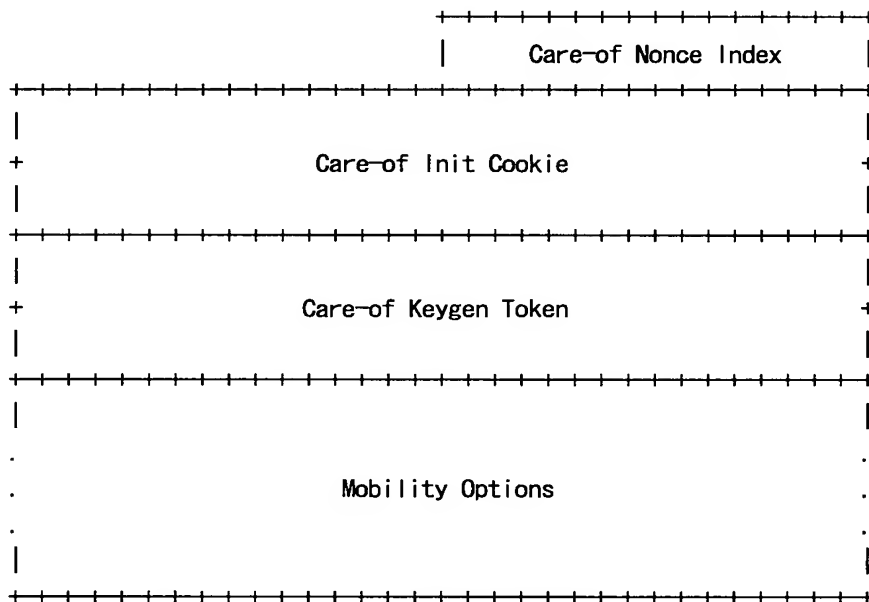 Care-of Nonce Index
Care-of Init Cookie
Care-of Keygen Token
Mobility Options